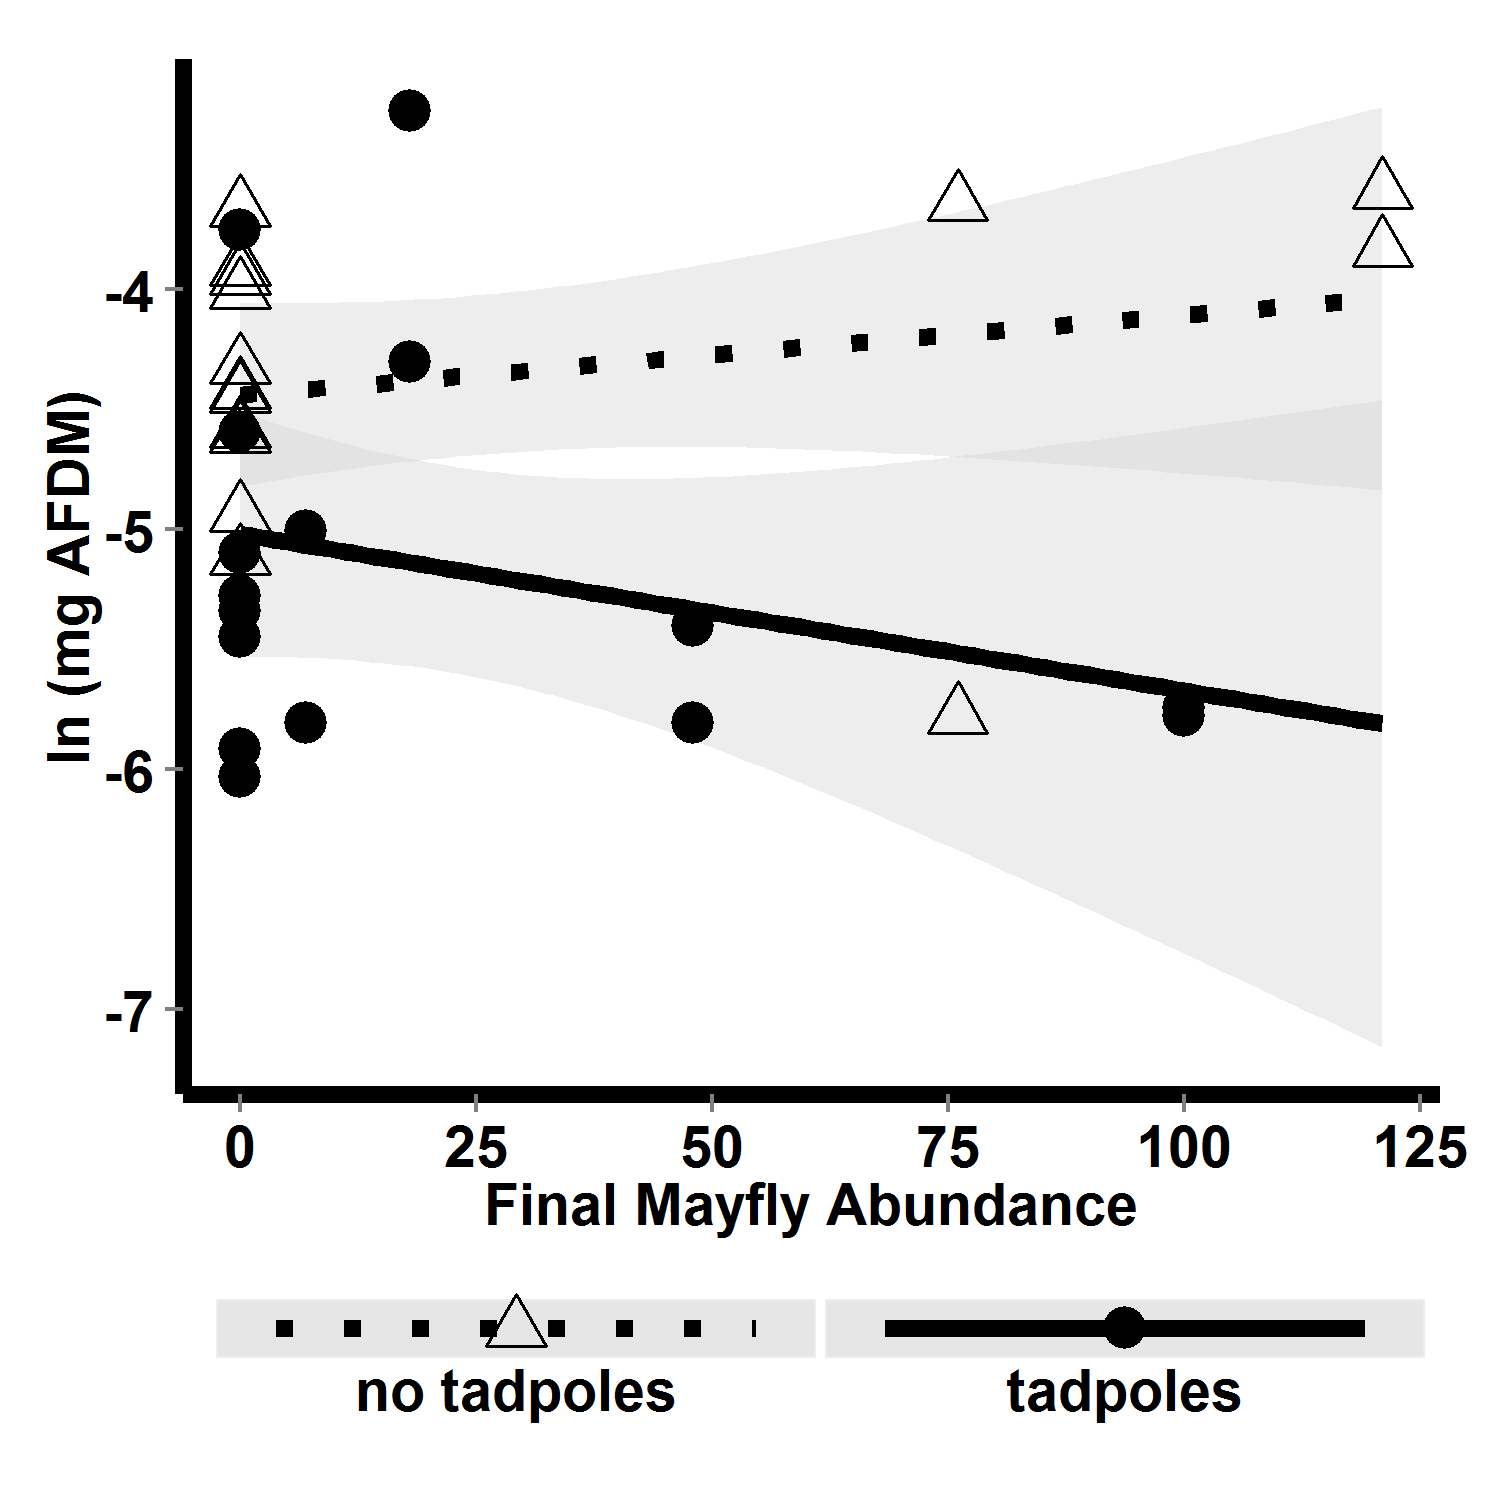 ln (mg AFDM)
-4
-5
-6
-7
0 25 50 75 100 125
Final Mayfly Abundance
no tadpoles tadpoles